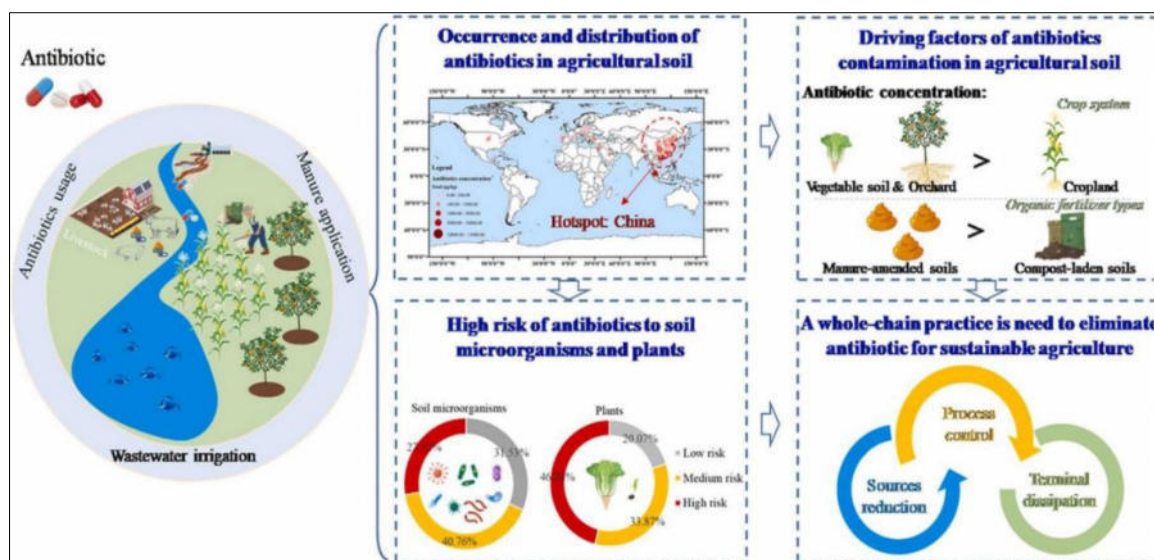 Antibiotic
Antibiotics usage
Manure application
Livestock
Wastewater irrigation
Occurrence and distribution of
antibiotics in agricultural soil
Legend
Antibiotics concentration
Hotspot: China
Driving factors of antibiotics
contamination in agricultural soil
Antibiotic concentration:
Crop system
>
Vegetable soil & Orchard
Cropland
Organic fertilizer types
>
Manure-amended soils
Compost-laden soils
High risk of antibiotics to soil
microorganisms and plants
Soil microorganisms
Plants
31.53%
40.76%
20.07%
33.87%
Low risk
Medium risk
High risk
A whole-chain practice is need to eliminate
antibiotic for sustainable agriculture
Process
control
Sources
reduction
Terminal
dissipation